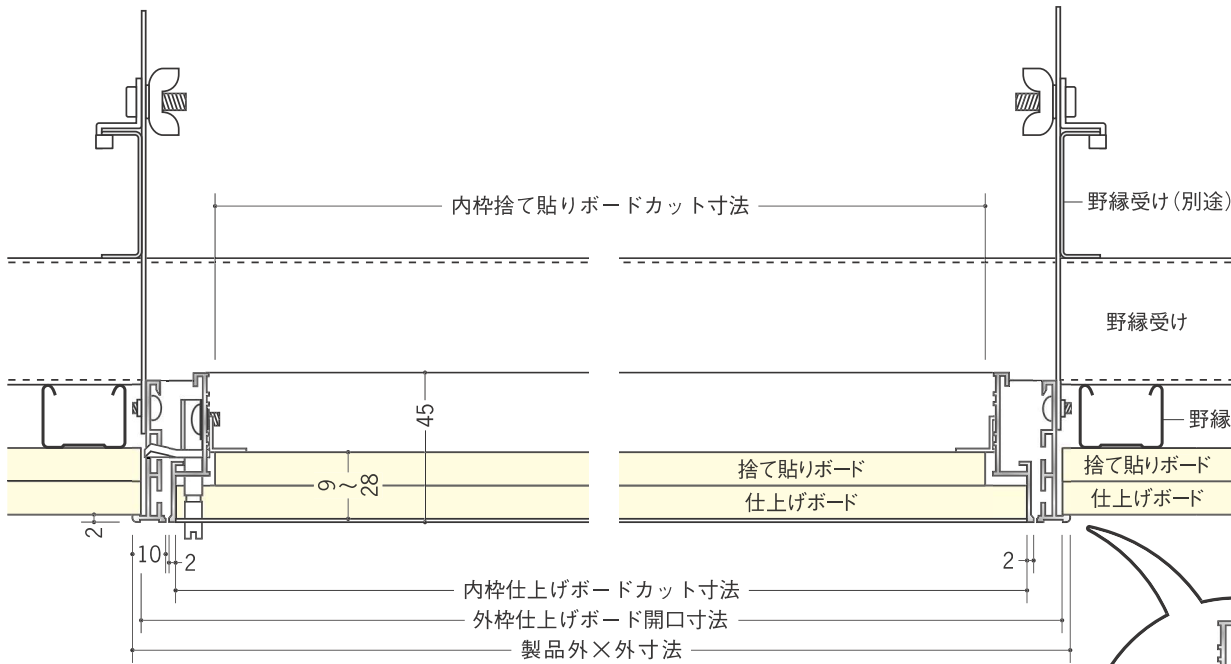 内枠捨て貼りボードカット寸法
野縁受け（別途）
野縁受け
45
野縁
9～28
捨て貼りボード
捨て貼りボード
仕上げボード
仕上げボード
2
10
2
2
内枠仕上げボードカット寸法
外枠仕上げボード開口寸法
製品外×外寸法